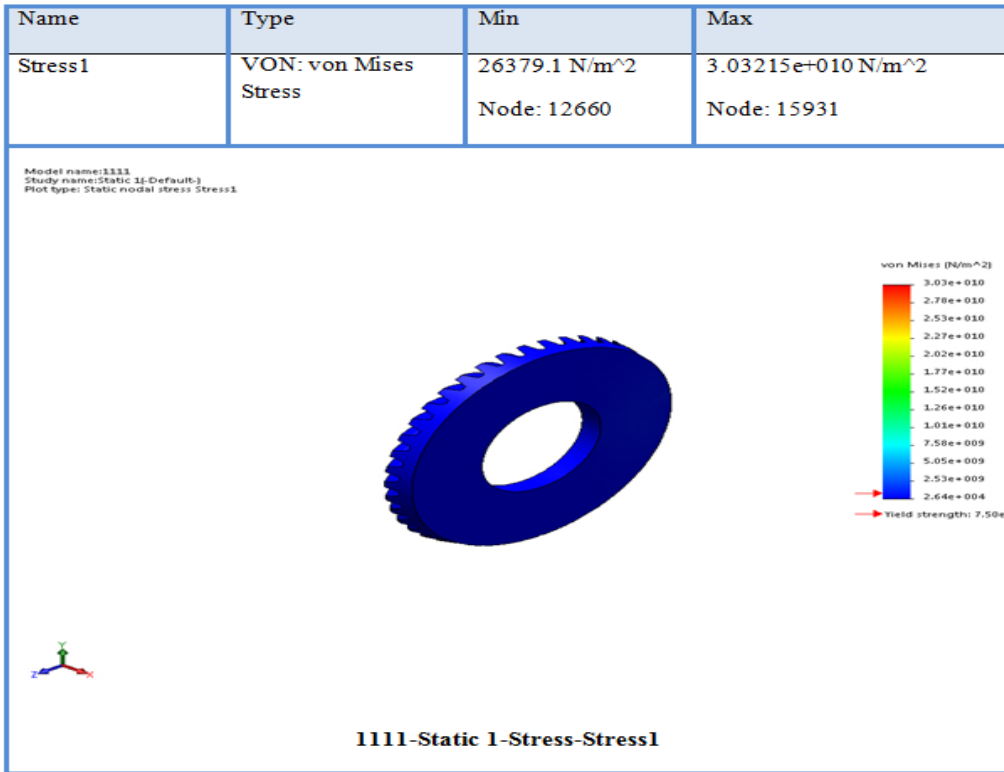 Name Type Min Max
Stress1 VON: von Mises Stress 26379.1 N/m^2 3.03215e+010 N/m^2
Node: 12660 Node: 15931
Model name:1111
Study name:Static 1(-Default-)
Plot type: Static nodal stress Stress1
von Mises (N/m^2)
3.03e+010
2.78e+010
2.53e+010
2.27e+010
2.02e+010
1.77e+010
1.52e+010
1.26e+010
1.01e+010
7.58e+009
5.05e+009
2.53e+009
2.64e+004
Yield strength: 7.50e
Y
Z
X
1111-Static 1-Stress-Stress1